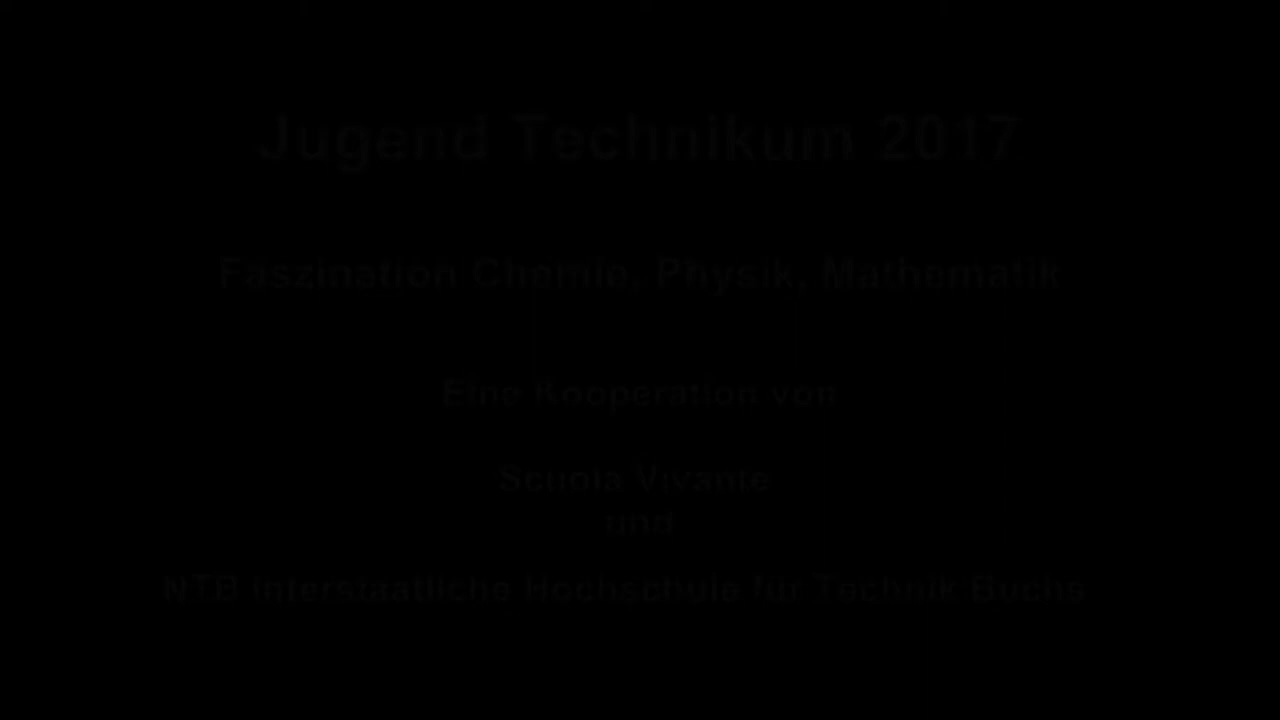 Jugend Technikum 2017
Faszination Chemie, Physik, Mathematik
Eine Kooperation von
Scuola Vivante
und
NTB Interstaatliche Hochschule für Technik Buchs